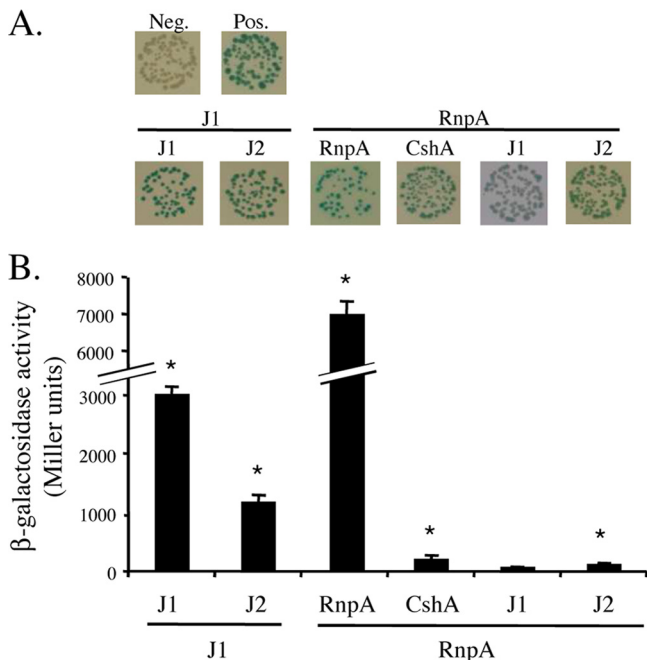 A.
Neg. Pos.
J1 RnpA
J1 J2 RnpA CshA J1 J2
B.
β-galactosidase activity
(Miller units)
8000
7000
6000
3000
2000
1000
0
* * * * *
J1 J2 RnpA CshA J1 J2
J1 RnpA